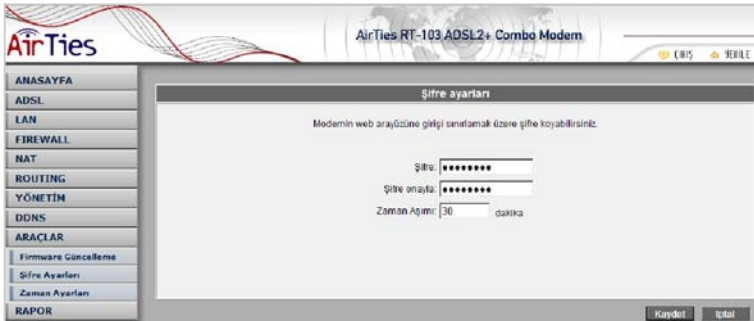 AirTies
AirTies RT-103 ADSL2+ Combo Modem
ÇIKIŞ YENİLE
ANASAYFA
ADSL
LAN
FIREWALL
NAT
ROUTING
YÖNETİM
DDNS
ARAÇLAR
Firmware Güncelleme
Şifre Ayarları
Zaman Ayarları
RAPOR
Şifre ayarları
Modemin web arayüzüne girişi sınırlamak üzere şifre koyabilirsiniz.
Şifre: ••••••••
Şifre onayla: ••••••••
Zaman Aşımı: 30 dakika
Kaydet İptal